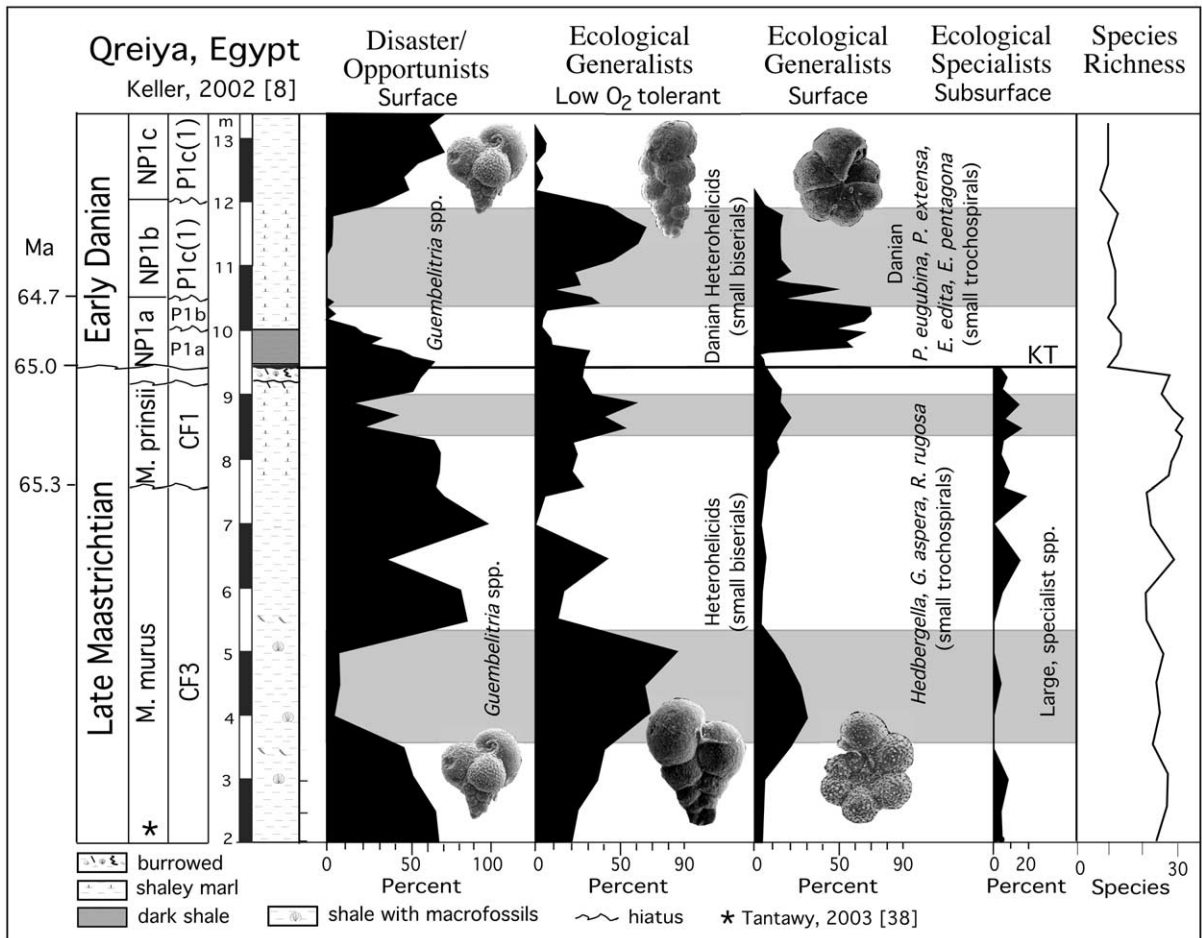 Qreiya, Egypt
Keller, 2002 [8]
Disaster/
Opportunists
Surface
Ecological
Generalists
Low O2 tolerant
Ecological
Generalists
Surface
Ecological
Specialists
Subsurface
Species
Richness
Ma
64.7
65.0
65.3
Early Danian
Late Maastrichtian
NP1c
NP1b
NP1a
M. prinsii
M. murus
*
P1c(1)
P1c(1)
P1b
P1a
CF1
CF3
m
13
12
11
10
9
8
7
6
5
4
3
2
Guembelitria spp.
Guembelitria spp.
Danian Heterohelicids
(small biserials)
Heterohelicids
(small biserials)
Danian
P. eugubina, P. extensa,
E. edita, E. pentagona
(small trochospirals)
KT
Hedbergella, G. aspera, R. rugosa
(small trochospirals)
Large, specialist spp.
0 50 100
Percent
0 90
Percent
0 90
Percent
0 20
Percent
0 30
Species
burrowed
shaley marl
dark shale
shale with macrofossils
hiatus
* Tantawy, 2003 [38]